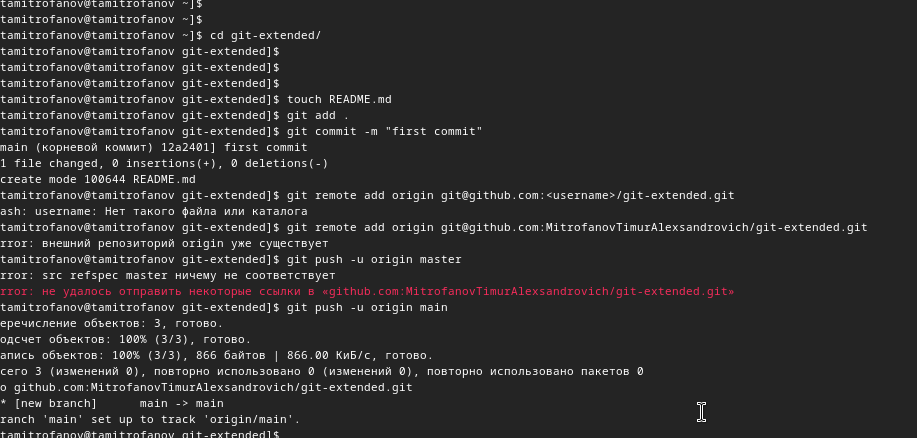 tamitrofanov@tamitrofanov ~]$
tamitrofanov@tamitrofanov ~]$
tamitrofanov@tamitrofanov ~]$ cd git-extended/
tamitrofanov@tamitrofanov git-extended]$
tamitrofanov@tamitrofanov git-extended]$
tamitrofanov@tamitrofanov git-extended]$
tamitrofanov@tamitrofanov git-extended]$ touch README.md
tamitrofanov@tamitrofanov git-extended]$ git add .
tamitrofanov@tamitrofanov git-extended]$ git commit -m "first commit"
main (корневой коммит) 12a2401] first commit
1 file changed, 0 insertions(+), 0 deletions(-)
create mode 100644 README.md
tamitrofanov@tamitrofanov git-extended]$ git remote add origin git@github.com:<username>/git-extended.git
ash: username: Нет такого файла или каталога
tamitrofanov@tamitrofanov git-extended]$ git remote add origin git@github.com:MitrofanovTimurAlexsandrovich/git-extended.git
rror: внешний репозиторий origin уже существует
tamitrofanov@tamitrofanov git-extended]$ git push -u origin master
rror: src refspec master ничему не соответствует
rror: не удалось отправить некоторые ссылки в «github.com:MitrofanovTimurAlexsandrovich/git-extended.git»
tamitrofanov@tamitrofanov git-extended]$ git push -u origin main
еречисление объектов: 3, готово.
одсчет объектов: 100% (3/3), готово.
апись объектов: 100% (3/3), 866 байтов | 866.00 КиБ/с, готово.
сего 3 (изменений 0), повторно использовано 0 (изменений 0), повторно использовано пакетов 0
о github.com:MitrofanovTimurAlexsandrovich/git-extended.git
* [new branch]      main -> main
ranch 'main' set up to track 'origin/main'.
tamitrofanov@tamitrofanov git-extended]$